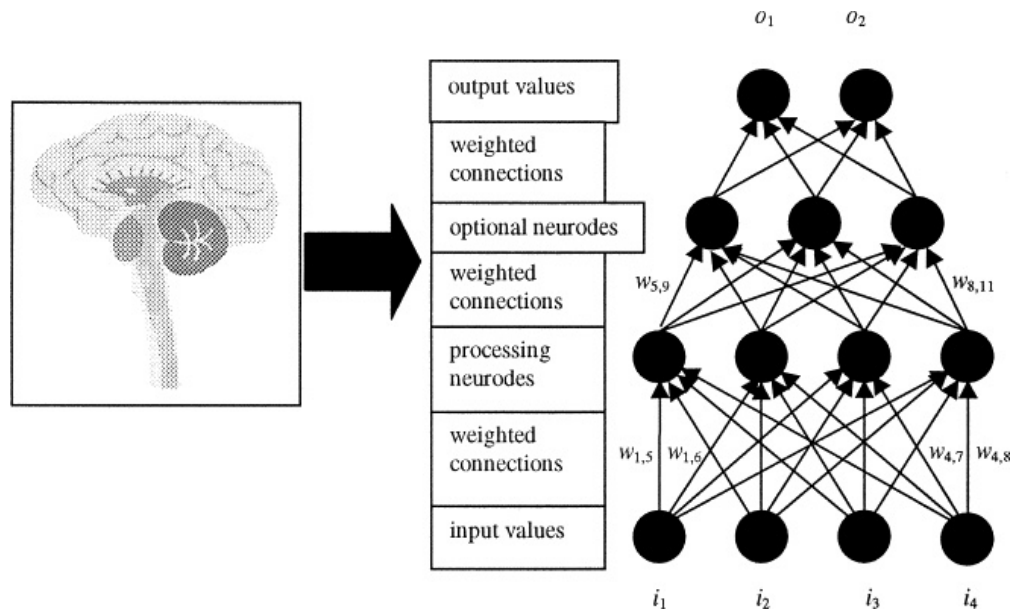 o1 o2
output values
weighted
connections
optional neurodes
weighted
connections
w5,9 w8,11
processing
neurodes
weighted
connections
w1,5 w1,6 w4,7 w4,8
input values
i1 i2 i3 i4